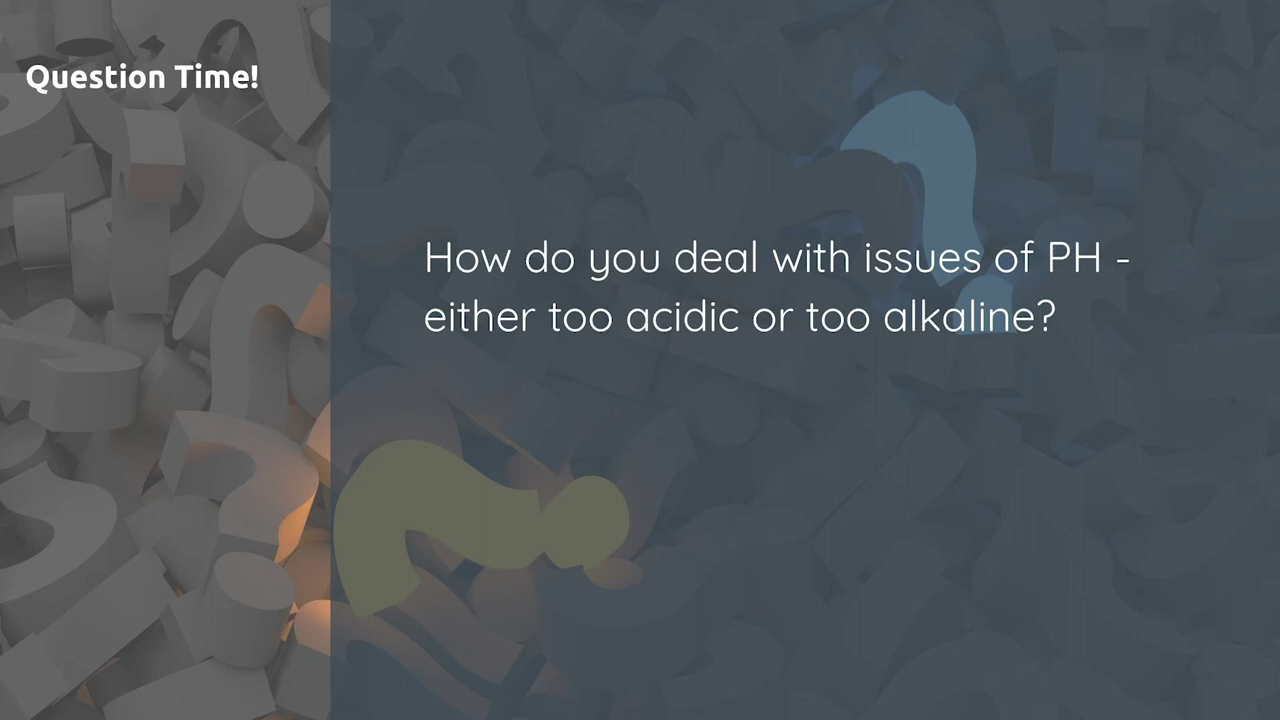 Question Time!
How do you deal with issues of PH -
either too acidic or too alkaline?